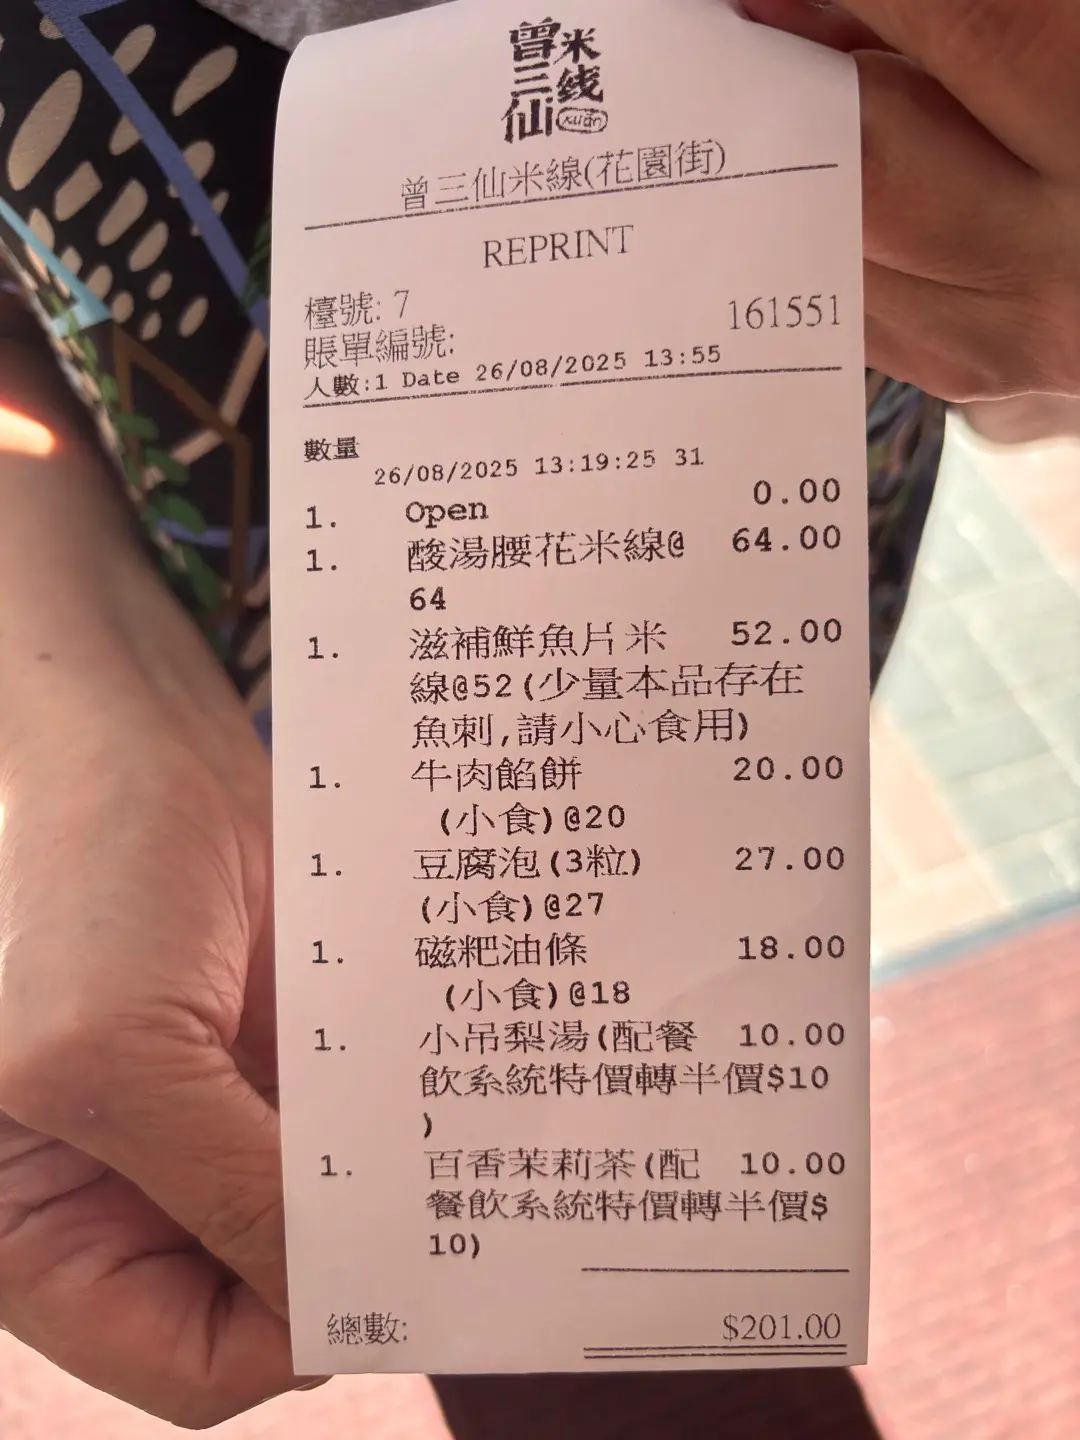 曾三仙
米线
xuān
曾三仙米線(花園街)
REPRINT
檯號: 7
賬單編號: 161551
人數:1 Date 26/08/2025 13:55
數量
26/08/2025 13:19:25 31
1. Open 0.00
1. 酸湯腰花米線@ 64.00
64
1. 滋補鮮魚片米 52.00
線@52(少量本品存在
魚刺,請小心食用)
1. 牛肉餡餅 20.00
(小食)@20
1. 豆腐泡(3粒) 27.00
(小食)@27
1. 磁粑油條 18.00
(小食)@18
1. 小吊梨湯(配餐 10.00
飲系統特價轉半價$10
)
1. 百香茉莉茶(配 10.00
餐飲系統特價轉半價$
10)
總數: $201.00